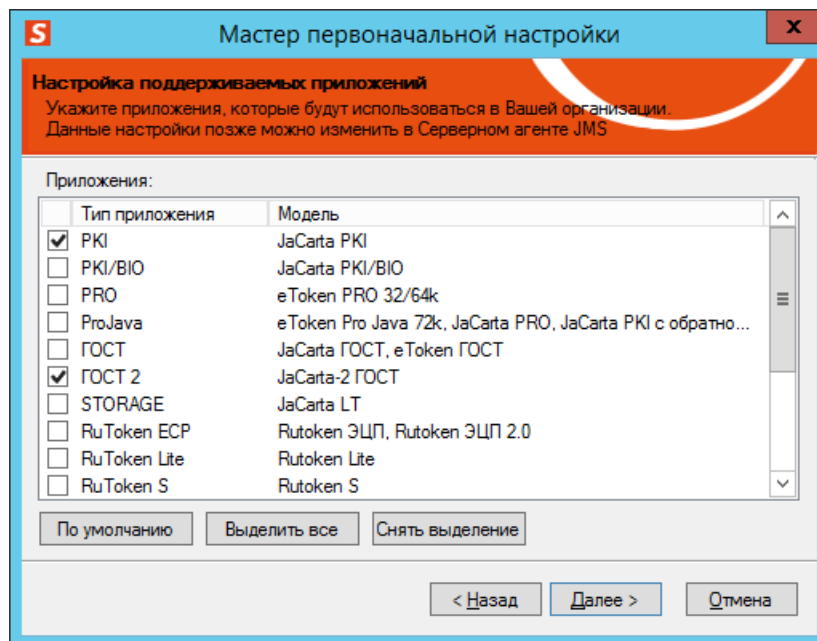 S Мастер первоначальной настройки x
Настройка поддерживаемых приложений
Укажите приложения, которые будут использоваться в Вашей организации.
Данные настройки позже можно изменить в Серверном агенте JMS
Приложения:
Тип приложения Модель
PKI JaCarta PKI
PKI/BIO JaCarta PKI/BIO
PRO eToken PRO 32/64k
ProJava eToken Pro Java 72k, JaCarta PRO, JaCarta PKI с обратно...
ГОСТ JaCarta ГОСТ, eToken ГОСТ
ГОСТ 2 JaCarta-2 ГОСТ
STORAGE JaCarta LT
RuToken ECP Rutoken ЭЦП, Rutoken ЭЦП 2.0
RuToken Lite Rutoken Lite
RuToken S Rutoken S
По умолчанию Выделить все Снять выделение
< Назад Далее > Отмена